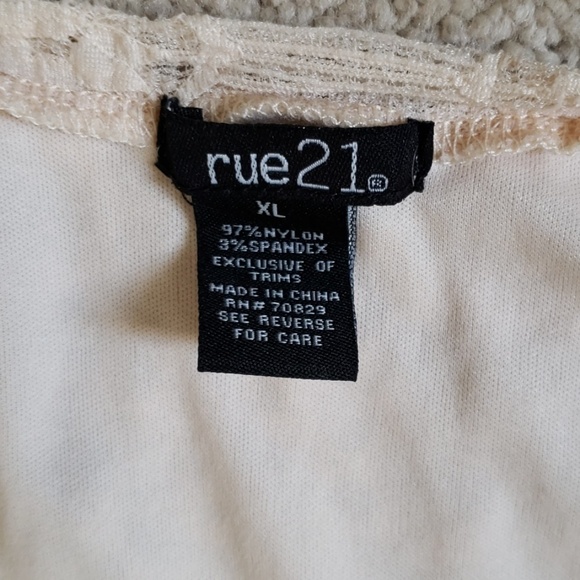 rue21®
XL
97%NYLON
3%SPANDEX
EXCLUSIVE OF
TRIMS
MADE IN CHINA
RN# 70829
SEE REVERSE
FOR CARE